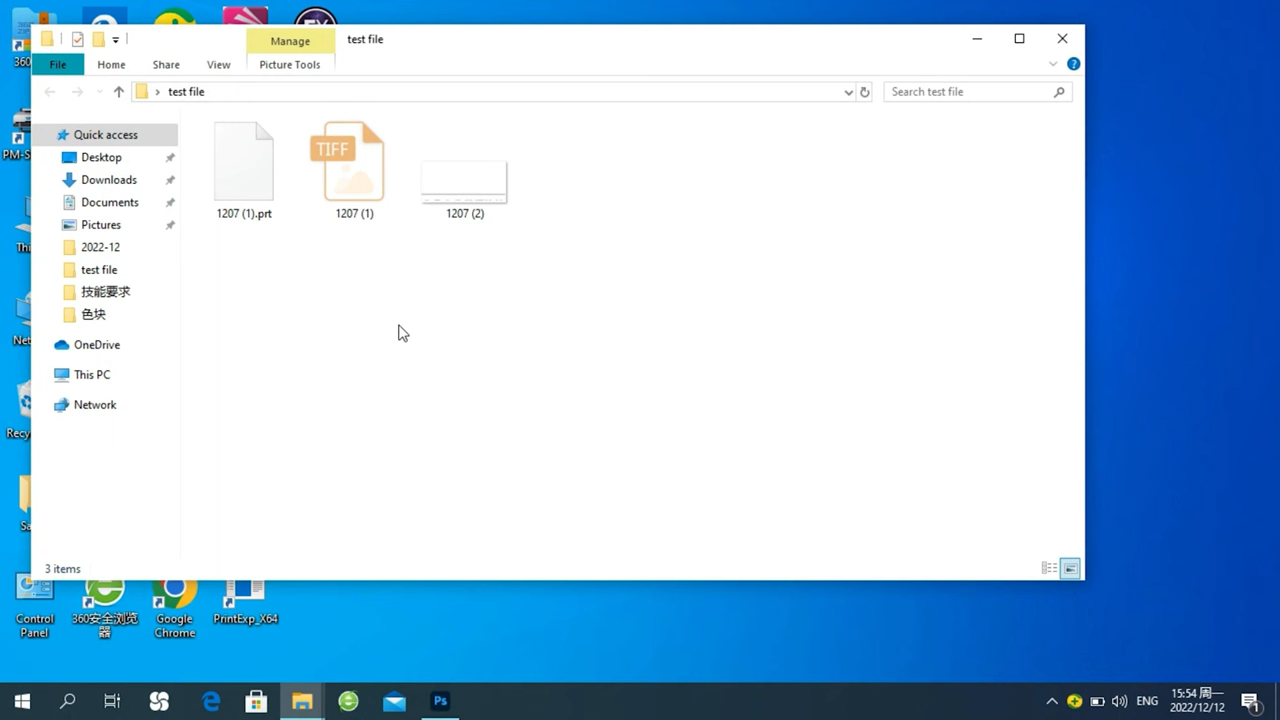 Manage
test file
File
Home
Share
View
Picture Tools
test file
Search test file
Quick access
Desktop
Downloads
Documents
Pictures
2022-12
test file
技能要求
色块
OneDrive
This PC
Network
TIFF
1207 (1).prt
1207 (1)
1207 (2)
3 items
Control
Panel
360安全浏览
器
Google
Chrome
PrintExp_X64
Ps
ENG
15:54 周一
2022/12/12
1